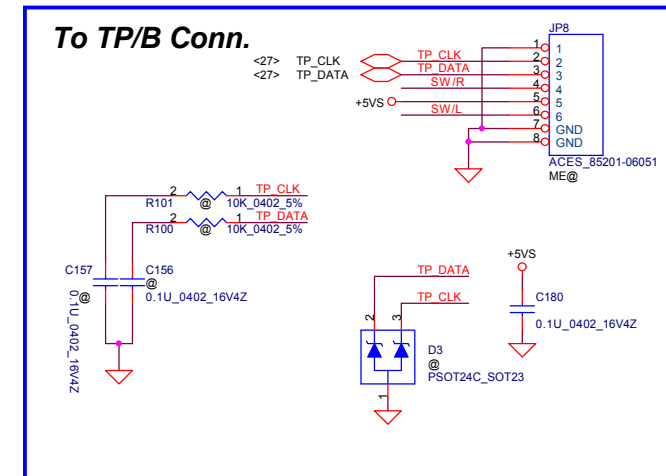 To TP/B Conn.
JP8
<27> TP_CLK TP_CLK 1 1
<27> TP_DATA TP_DATA 2 2
3 3
SW/R 4 4
+5VS 5 5
SW/L 6 6
7 GND
8 GND
ACES_85201-06051
ME@
2 1 TP_CLK
R101 @ 10K_0402_5%
2 1 TP_DATA
R100 @ 10K_0402_5%
C157 C156
@ @
0.1U_0402_16V4Z
0.1U_0402_16V4Z
TP_DATA
TP_CLK
2 3
D3
@
PSOT24C_SOT23
1
+5VS
C180
0.1U_0402_16V4Z